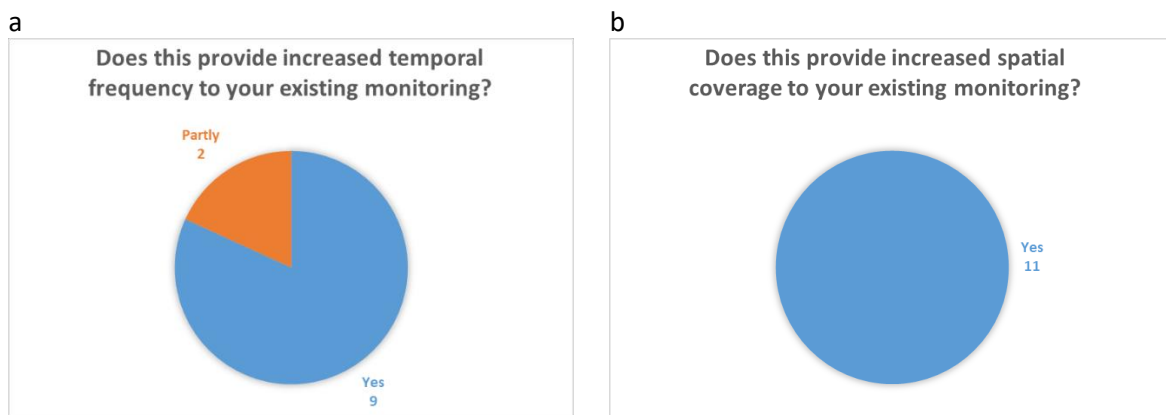 a
Does this provide increased temporal
frequency to your existing monitoring?
Partly
2
Yes
9
b
Does this provide increased spatial
coverage to your existing monitoring?
Yes
11